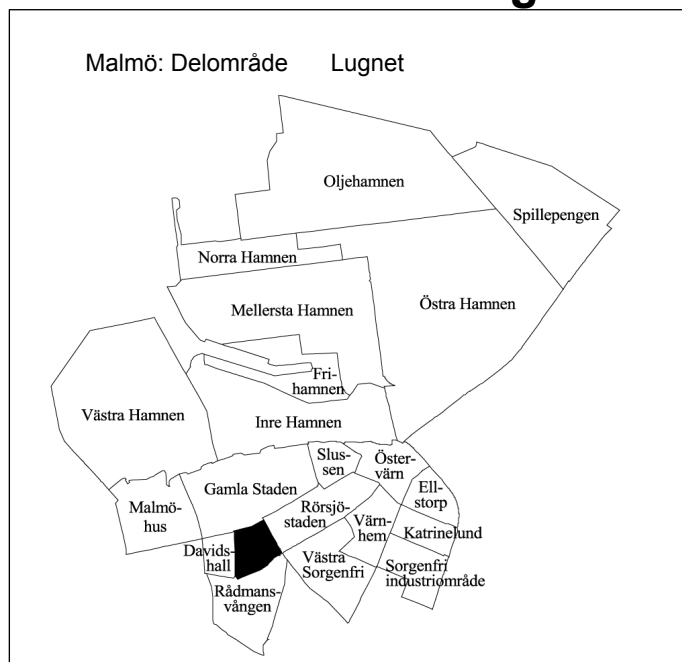 Malmö: Delområde Lugnet
Oljehamnen
Spillepengen
Norra Hamnen
Östra Hamnen
Mellersta Hamnen
Fri-
hamnen
Västra Hamnen
Inre Hamnen
Slus-
sen
Öster-
värn
Gamla Staden
Ell-
storp
Malmö-
hus
Rörsjö-
staden
Värn-
hem
Katrinelund
Davids-
hall
Västra
Sorgenfri
Sorgenfri
industriområde
Rådmans-
vången